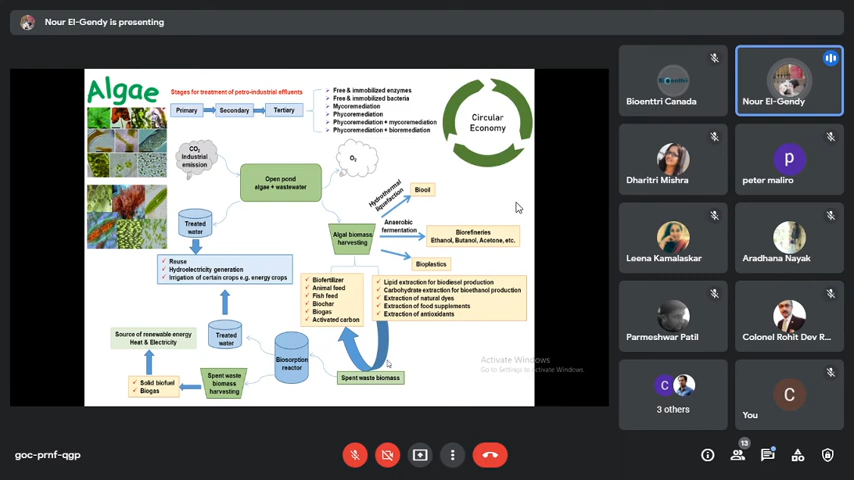 Nour El-Gendy is presenting
Algae
Stages for treatment of petro-industrial effluents
Primary
Secondary
Tertiary
Free & immobilized enzymes
Free & immobilized bacteria
Mycoremediation
Phycoremediation
Phycoremediation + mycoremediation
Phycoremediation + bioremediation
Circular
Economy
CO2
Industrial
emission
O2
Open pond
algae + wastewater
Hydrothermal
liquefaction
Biooil
Treated
water
Algal biomass
harvesting
Anaerobic
fermentation
Biorefineries
Ethanol, Butanol, Acetone, etc.
Bioplastics
Reuse
Hydroelectricity generation
Irrigation of certain crops e.g. energy crops
Biofertilizer
Animal feed
Fish feed
Biochar
Biogas
Activated carbon
Lipid extraction for biodiesel production
Carbohydrate extraction for bioethanol production
Extraction of natural dyes
Extraction of food supplements
Extraction of antioxidants
Source of renewable energy
Heat & Electricity
Treated
water
Biosorption
reactor
Spent waste biomass
Solid biofuel
Biogas
Spent waste
biomass
harvesting
Activate Windows
Go to Settings to Activate Windows.
Bioenttri
Bioenttri Canada
Nour El-Gendy
Dharitri Mishra
p
peter maliro
Leena Kamalaskar
Aradhana Nayak
Parmeshwar Patil
Colonel Rohit Dev R...
C
3 others
C
You
goc-prnf-qgp
13